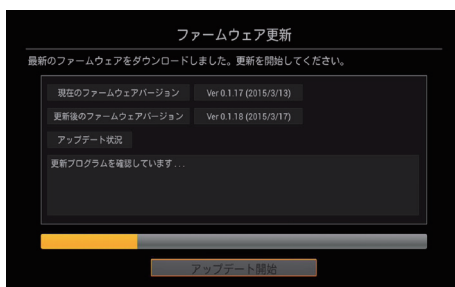 ファームウェア更新
最新のファームウェアをダウンロードしました。更新を開始してください。
現在のファームウェアバージョン Ver 0.1.17 (2015/3/13)
更新後のファームウェアバージョン Ver 0.1.18 (2015/3/17)
アップデート状況
更新プログラムを確認しています . . .
アップデート開始